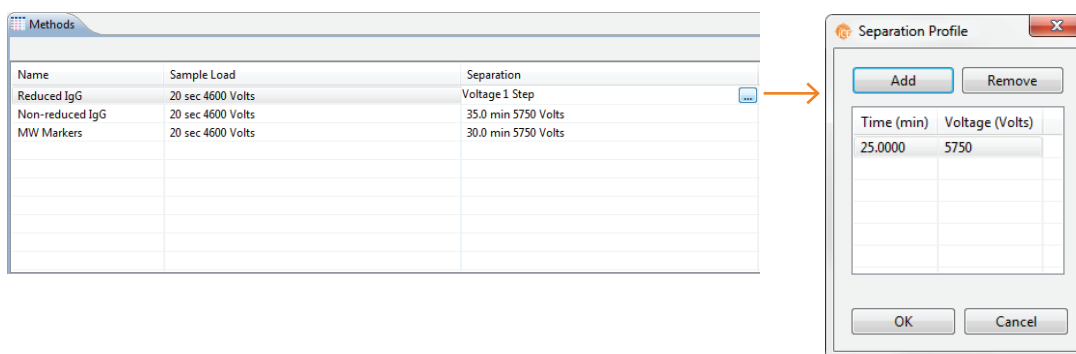 Methods
Name Sample Load Separation
Reduced IgG 20 sec 4600 Volts Voltage 1 Step ...
Non-reduced IgG 20 sec 4600 Volts 35.0 min 5750 Volts
MW Markers 20 sec 4600 Volts 30.0 min 5750 Volts
Separation Profile
Add Remove
Time (min) Voltage (Volts)
25.0000 5750
OK Cancel